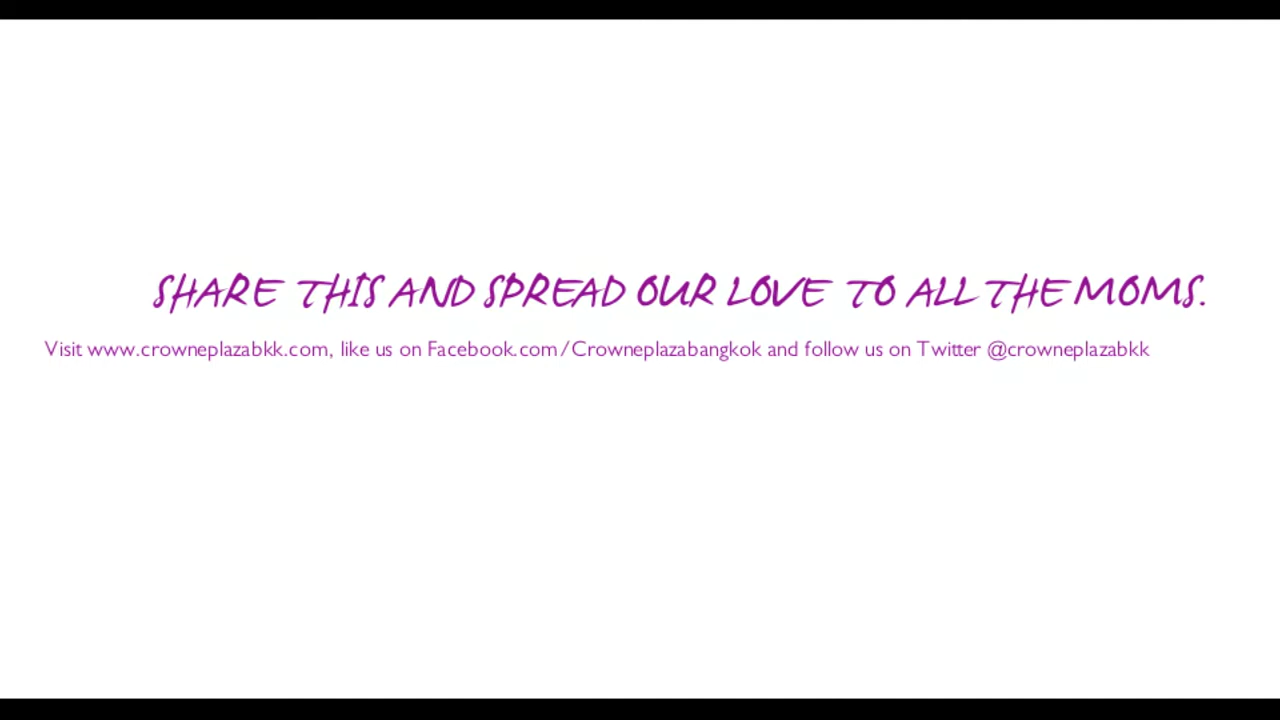 SHARE THIS AND SPREAD OUR LOVE TO ALL THE MOMS.
Visit www.crowneplazabkk.com, like us on Facebook.com/Crowneplazabangkok and follow us on Twitter @crowneplazabkk